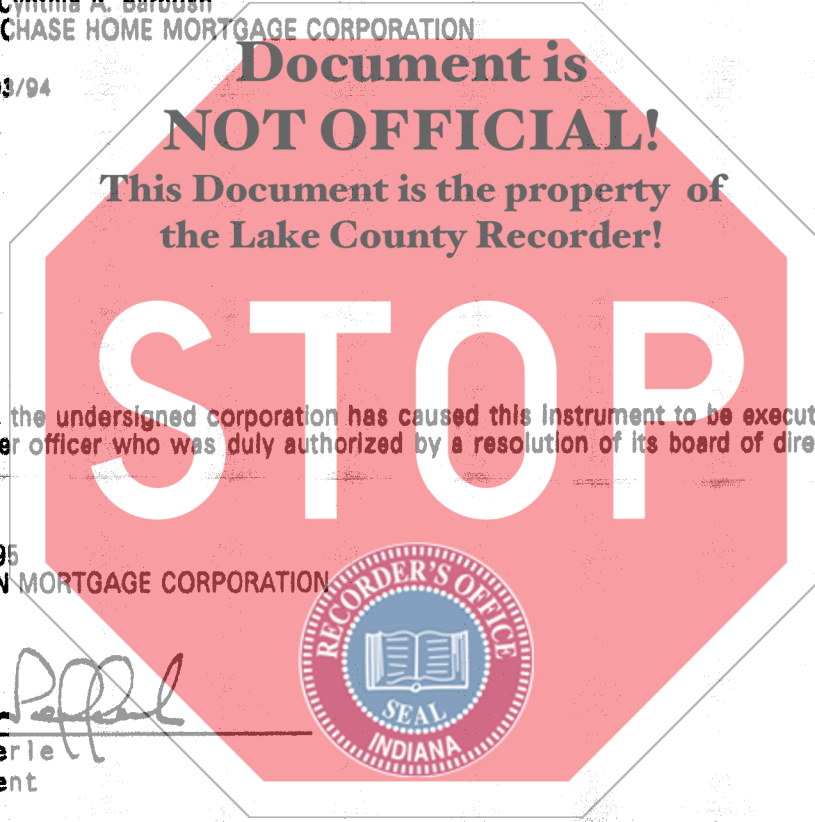 Cynthia A. Barbush
CHASE HOME MORTGAGE CORPORATION
Document is
3/94
NOT OFFICIAL!
This Document is the property of
the Lake County Recorder!
STOP
the undersigned corporation has caused this instrument to be execut
er officer who was duly authorized by a resolution of its board of dire
95
N MORTGAGE CORPORATION
RECORDER'S OFFICE
SEAL
INDIANA
erle
ent